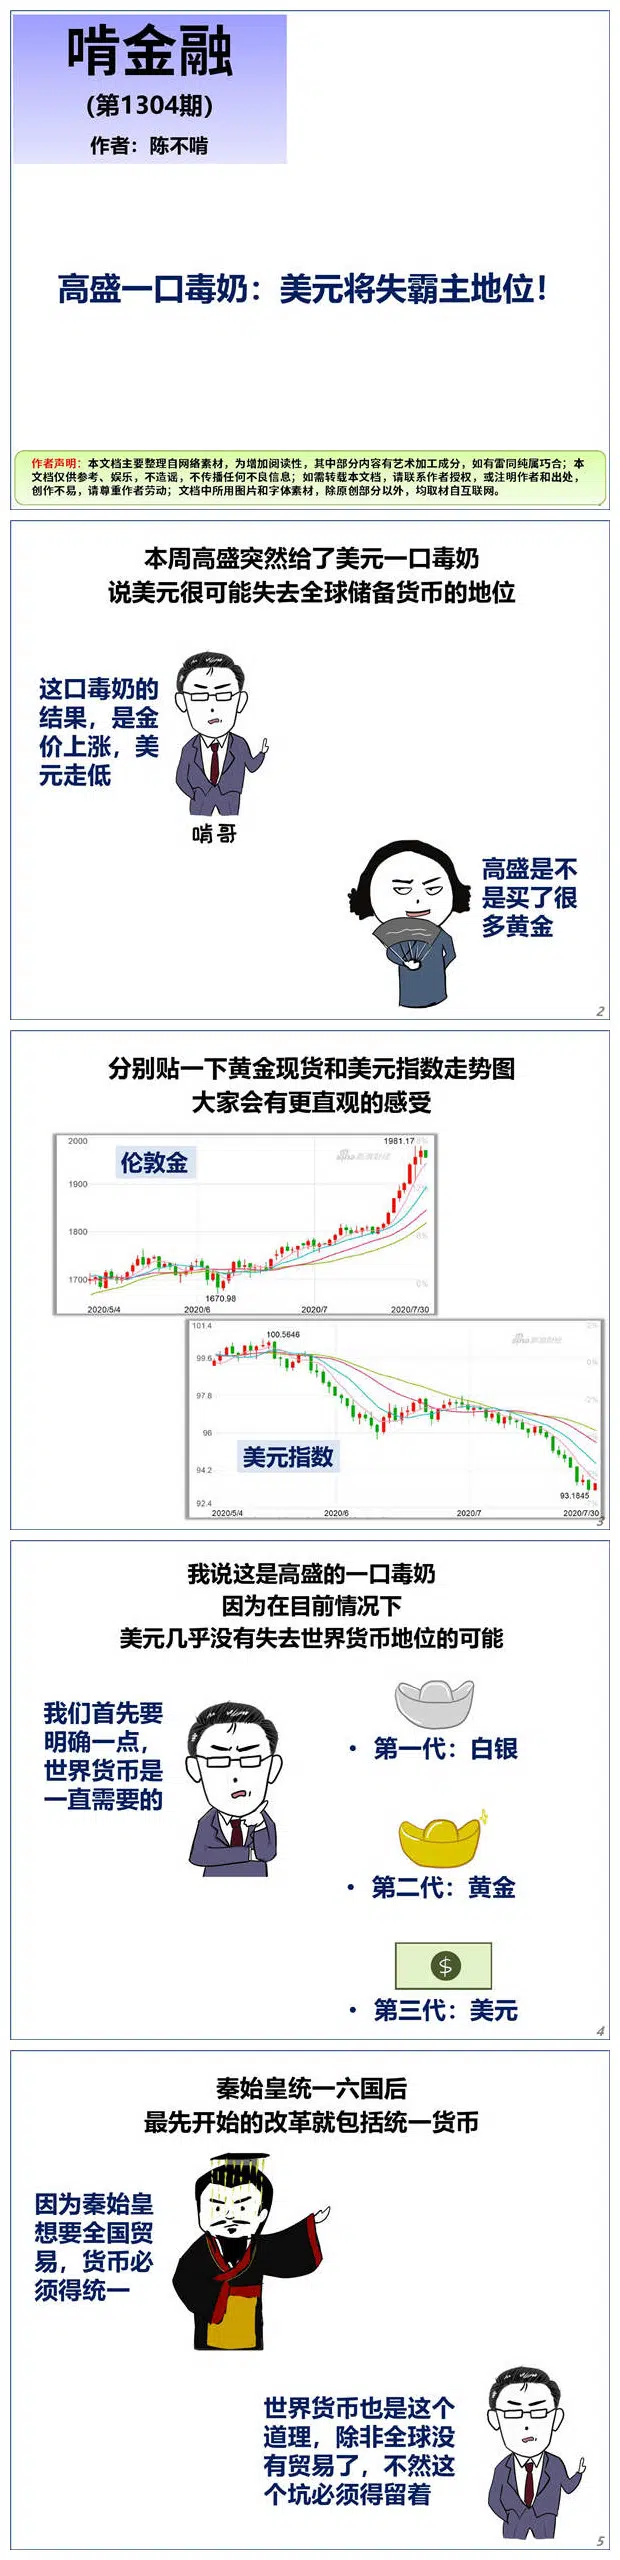 啃金融
(第1304期)
作者：陈不啃
高盛一口毒奶：美元将失霸主地位！
作者声明：本文档主要整理自网络素材，为增加阅读性，其中部分内容有艺术加工成分，如有雷同纯属巧合；本
文档仅供参考、娱乐，不造谣，不传播任何不良信息；如需转载本文档，请联系作者授权，或注明作者和出处，
创作不易，请尊重作者劳动；文档中所用图片和字体素材，除原创部分以外，均取材自互联网。
本周高盛突然给了美元一口毒奶
说美元很可能失去全球储备货币的地位
这口毒奶的
结果，是金
价上涨，美
元走低
啃哥
高盛是不
是买了很
多黄金
2
分别贴一下黄金现货和美元指数走势图
大家会有更直观的感受
2000
1981.17
伦敦金
新浪财经
1900
1800
1700
1670.98
0%
2020/5/4
2020/6
2020/7
2020/7/30
101.4
2%
100.5646
新浪财经
99.6
0%
97.8
-2%
96
美元指数
94.2
93.1845
92.4
2020/5/4
2020/6
2020/7
2020/7/30
3
我说这是高盛的一口毒奶
因为在目前情况下
美元几乎没有失去世界货币地位的可能
我们首先要
明确一点，
世界货币是
一直需要的
• 第一代：白银
• 第二代：黄金
$
• 第三代：美元
4
秦始皇统一六国后
最先开始的改革就包括统一货币
因为秦始皇
想要全国贸
易，货币必
须得统一
世界货币也是这个
道理，除非全球没
有贸易了，不然这
个坑必须得留着
5